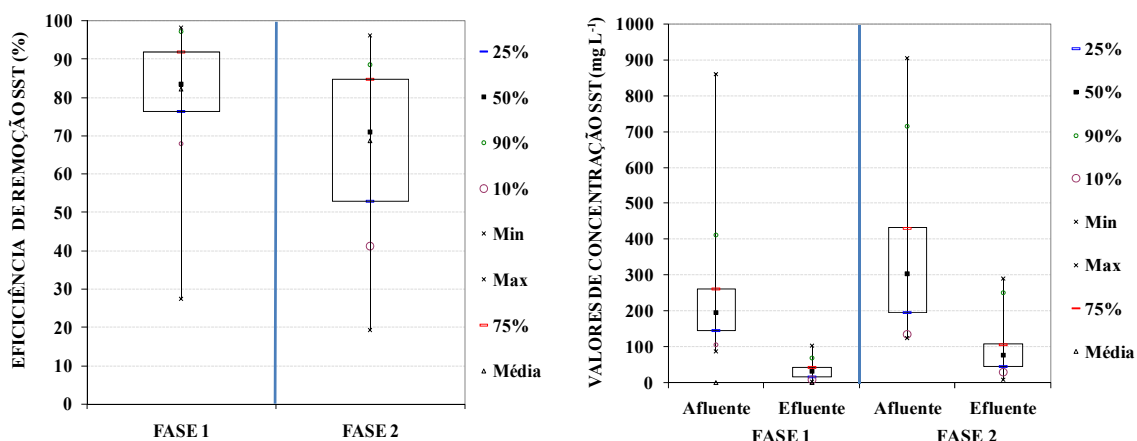 EFICICIÊNCIA DE REMOÇÃO SST (%)
100
90
80
70
60
50
40
30
20
10
0
FASE 1
FASE 2
25%
50%
90%
10%
Min
Max
75%
Média
VALORES DE CONCENTRAÇÃO SST (mg L-1)
1000
900
800
700
600
500
400
300
200
100
0
Afluente
Efluente
Afluente
Efluente
FASE 1
FASE 2
25%
50%
90%
10%
Min
Max
75%
Média